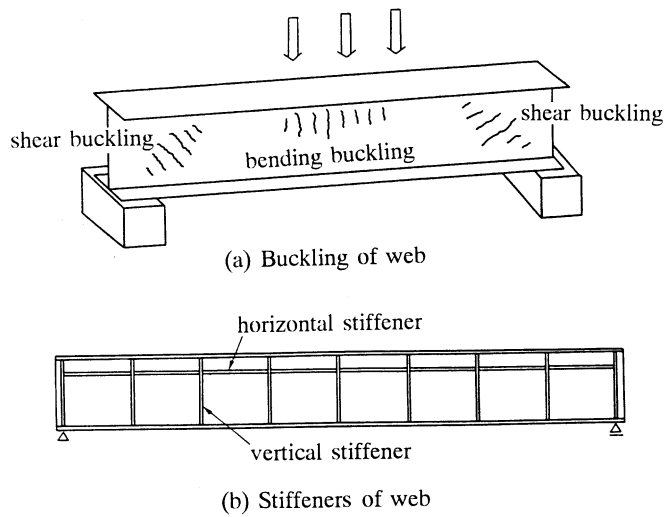 shear buckling
shear buckling
bending buckling
(a) Buckling of web
horizontal stiffener
vertical stiffener
(b) Stiffeners of web